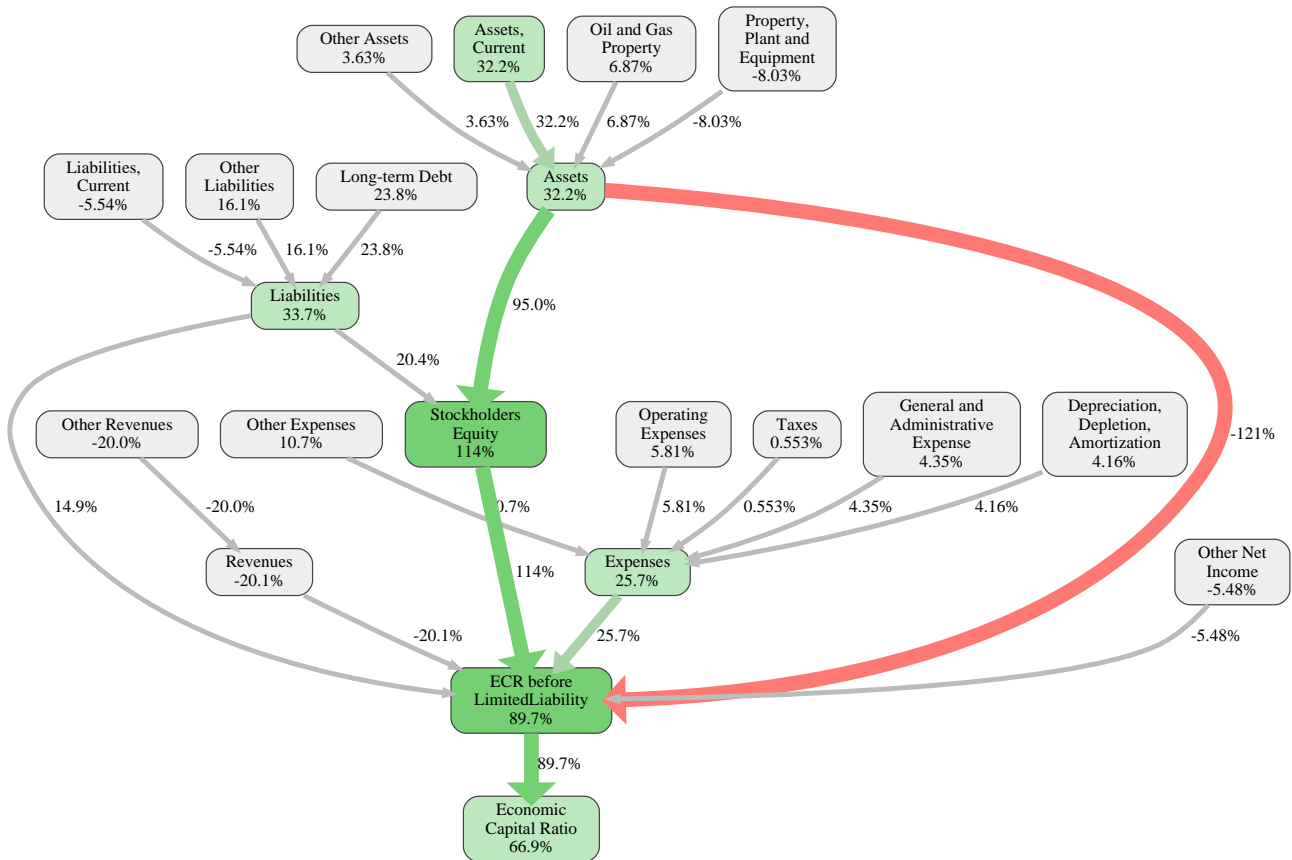 Other Assets
3.63%
Assets,
Current
32.2%
Oil and Gas
Property
6.87%
Property,
Plant and
Equipment
-8.03%
3.63%
32.2%
6.87%
-8.03%
Liabilities,
Current
-5.54%
Other
Liabilities
16.1%
Long-term Debt
23.8%
Assets
32.2%
-5.54%
16.1%
23.8%
Liabilities
33.7%
95.0%
20.4%
-121%
Other Revenues
-20.0%
Other Expenses
10.7%
Stockholders
Equity
114%
Operating
Expenses
5.81%
Taxes
0.553%
General and
Administrative
Expense
4.35%
Depreciation,
Depletion,
Amortization
4.16%
14.9%
-20.0%
0.7%
5.81%
0.553%
4.35%
4.16%
Revenues
-20.1%
114%
Expenses
25.7%
Other Net
Income
-5.48%
-20.1%
25.7%
-5.48%
ECR before
LimitedLiability
89.7%
89.7%
Economic
Capital Ratio
66.9%